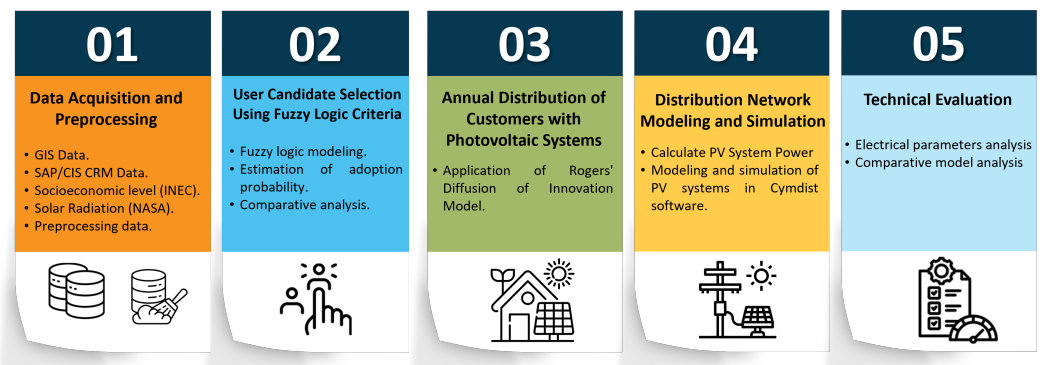 01
Data Acquisition and
Preprocessing
• GIS Data.
• SAP/CIS CRM Data.
• Socioeconomic level (INEC).
• Solar Radiation (NASA).
• Preprocessing data.
02
User Candidate Selection
Using Fuzzy Logic Criteria
• Fuzzy logic modeling.
• Estimation of adoption
probability.
• Comparative analysis.
03
Annual Distribution of
Customers with
Photovoltaic Systems
• Application of Rogers'
Diffusion of Innovation
Model.
04
Distribution Network
Modeling and Simulation
• Calculate PV System Power
• Modeling and simulation of
PV systems in Cymdist
software.
05
Technical Evaluation
• Electrical parameters analysis
• Comparative model analysis